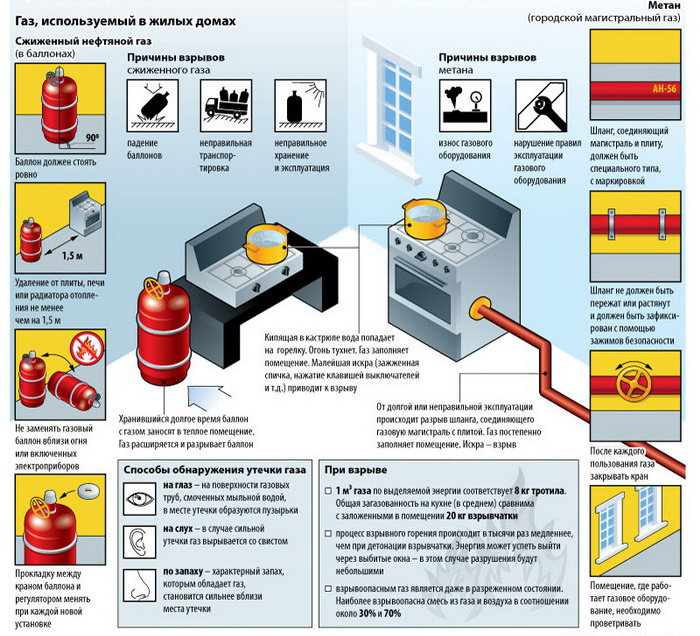 Газ, используемый в жилых домах
Метан
(городской магистральный газ)
Сжиженный нефтяной газ
(в баллонах)
90°
Баллон должен стоять
ровно
1,5 м
Удаление от плиты, печи
или радиатора отопле-
ния не менее
чем на 1,5 м
Не заменять газовый
баллон вблизи огня
или включенных
электроприборов
Прокладку между
краном баллона и
регулятором менять
при каждой новой
установке
Причины взрывов
сжиженного газа
падение
баллонов
неправильная
транспор-
тировка
неправильное
хранение
и эксплуатация
Причины взрывов
метана
износ газового
оборудования
нарушение правил
эксплуатации
газового
оборудования
АН-56
Шланг, соединяющий
магистраль и плиту,
должен быть
специального типа,
с маркировкой
Шланг не должен быть
пережат или растянут
и должен быть зафикси-
рован с помощью
зажимов безопасности
После каждого
пользования газа
закрывать кран
Помещение, где рабо-
тает газовое оборудо-
вание, необходимо
проветривать
Кипящая в кастрюле вода попадает
на горелку. Огонь тухнет. Газ заполняет
помещение. Малейшая искра (зажженная
спичка, нажатие клавишей выключателей
и т.д.) приводит к взрыву
Хранившийся долгое время баллон
с газом заносят в теплое помещение.
Газ расширяется и разрывает баллон
От долгой или неправильной эксплуатации
происходит разрыв шланга, соединяющего
газовую магистраль с плитой. Газ постепенно
заполняет помещение. Искра – взрыв
Способы обнаружения утечки газа
на глаз – на поверхности газовых
труб, смоченных мыльной водой,
в месте утечки образуются пузырьки
на слух – в случае сильной
утечки газ вырывается со свистом
по запаху – характерный запах,
которым обладает газ,
становится сильнее вблизи
места утечки
При взрыве
1 м³ газа по выделяемой энергии соответствует 8 кг тротила.
Общая загазованность на кухне (в среднем) сравнима
с заложенными в помещении 20 кг взрывчатки
процесс взрывного горения происходит в тысячи раз медленнее,
чем при детонации взрывчатки. Энергия может успеть выйти
через выбитые окна – в этом случае разрушения будут
небольшими
взрывоопасным газ является даже в разреженном состоянии.
Наиболее взрывоопасна смесь из газа и воздуха в соотношении
около 30% и 70%